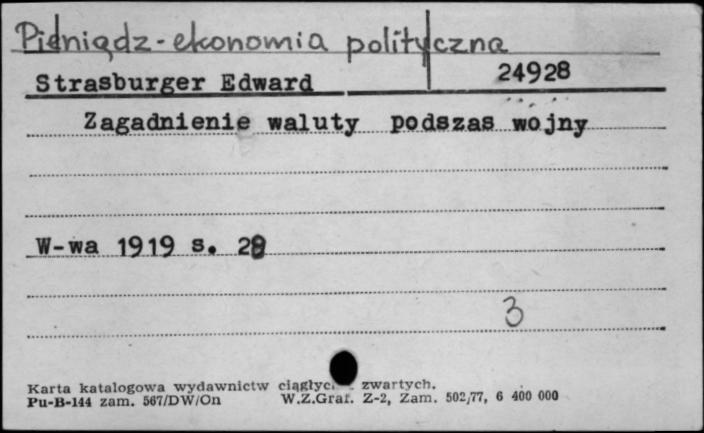 Pieniądz-ekonomia polityczna
Strasburger Edward 24928
Zagadnienie waluty podszas wojny
W-wa 1919 s. 28
3
Karta katalogowa wydawnictw ciągłyc zwartych.
Pu-B-144 zam. 567/DW/On W.Z.Graf. Z-2, Zam. 502/77, 6 400 000